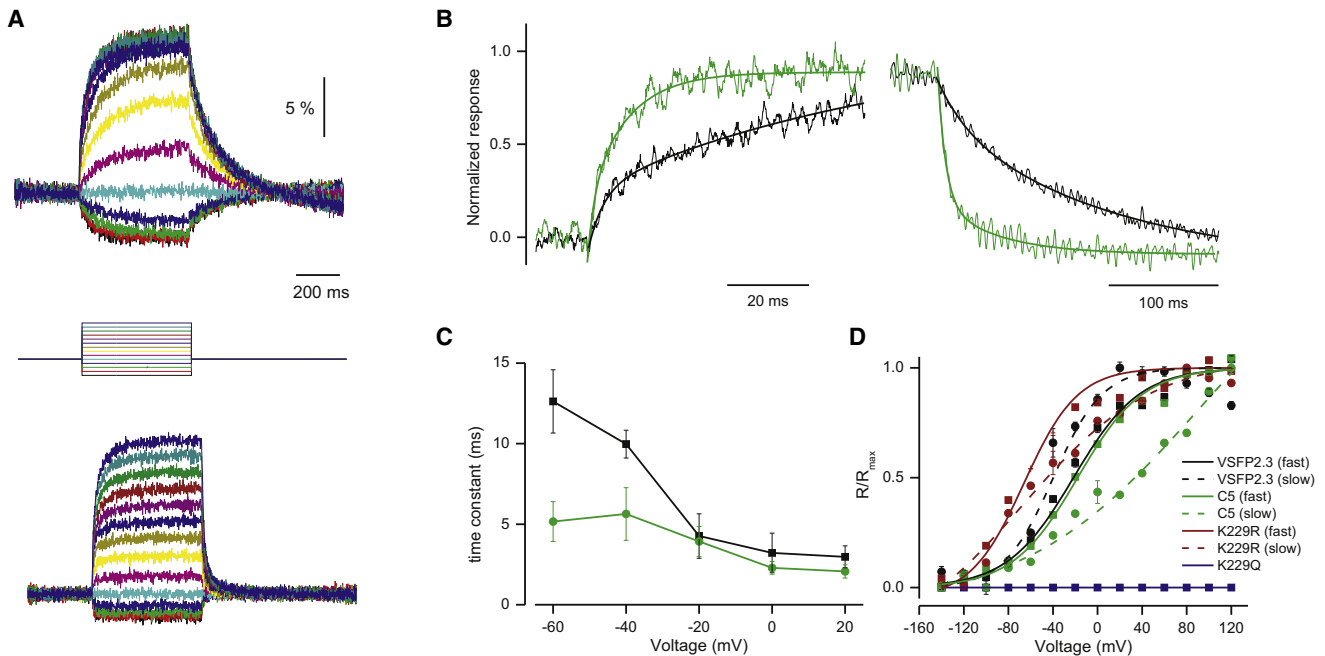 A
5 %
200 ms
B
Normalized response
1.0
0.5
0.0
20 ms
100 ms
C
time constant (ms)
15
10
5
0
-60
-40
-20
0
20
Voltage (mV)
D
R/Rmax
1.0
0.5
0.0
-160
-120
-80
-40
0
40
80
120
Voltage (mV)
VSFP2.3 (fast)
VSFP2.3 (slow)
C5 (fast)
C5 (slow)
K229R (fast)
K229R (slow)
K229Q